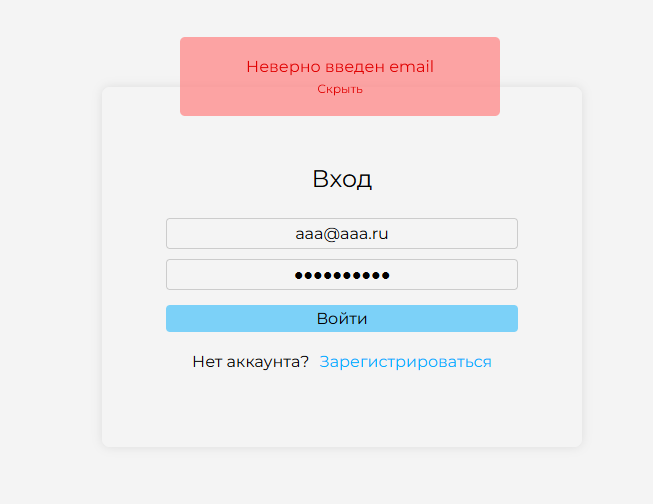 Неверно введен email
Скрыть
Вход
aaa@aaa.ru
••••••••••
Войти
Нет аккаунта? Зарегистрироваться